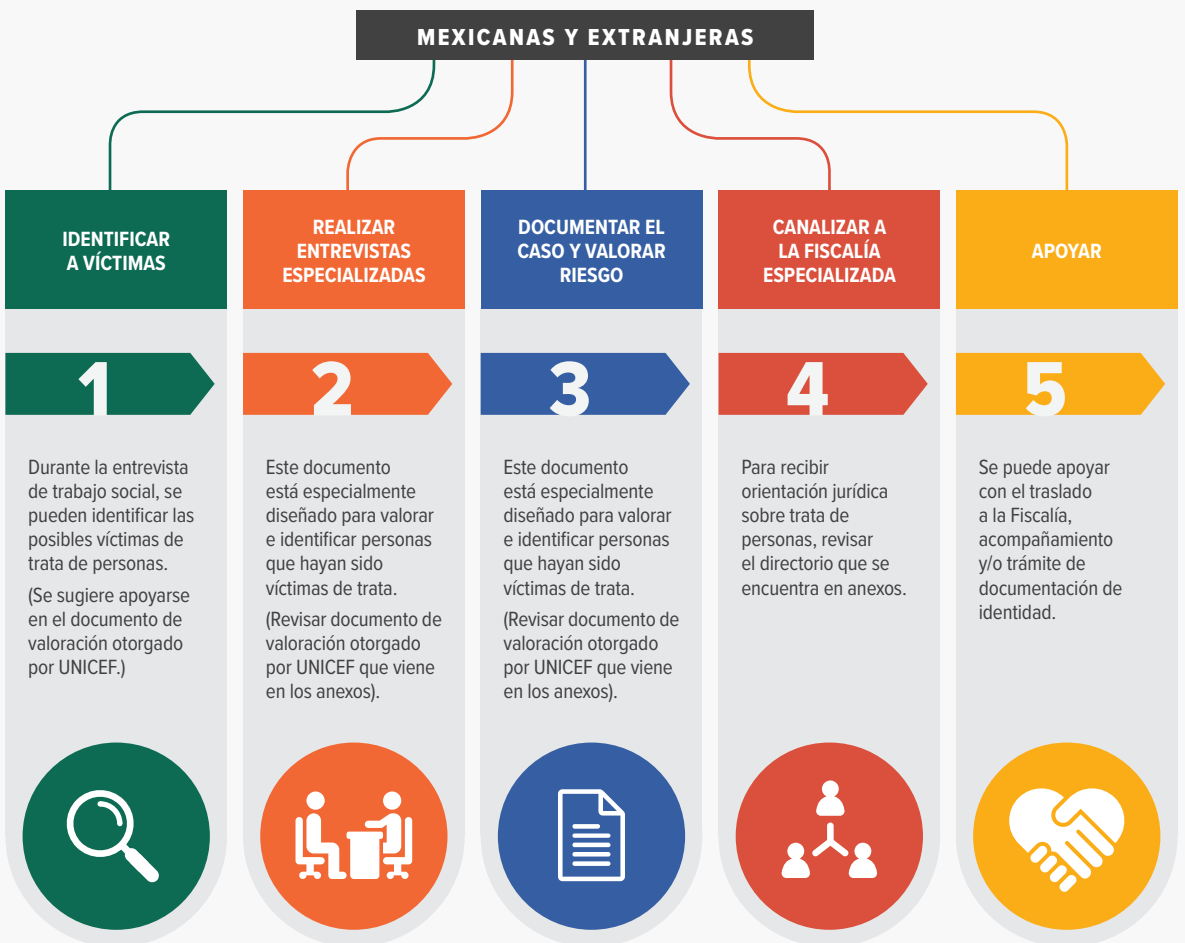 MEXICANAS Y EXTRANJERAS
IDENTIFICAR
A VÍCTIMAS
1
Durante la entrevista
de trabajo social, se
pueden identificar las
posibles víctimas de
trata de personas.
(Se sugiere apoyarse
en el documento de
valoración otorgado
por UNICEF.)
REALIZAR
ENTREVISTAS
ESPECIALIZADAS
2
Este documento
está especialmente
diseñado para valorar
e identificar personas
que hayan sido
víctimas de trata.
(Revisar documento de
valoración otorgado
por UNICEF que viene
en los anexos).
DOCUMENTAR EL
CASO Y VALORAR
RIESGO
3
Este documento
está especialmente
diseñado para valorar
e identificar personas
que hayan sido
víctimas de trata.
(Revisar documento de
valoración otorgado
por UNICEF que viene
en los anexos).
CANALIZAR A
LA FISCALÍA
ESPECIALIZADA
4
Para recibir
orientación jurídica
sobre trata de
personas, revisar
el directorio que se
encuentra en anexos.
APOYAR
5
Se puede apoyar
con el traslado
a la Fiscalía,
acompañamiento
y/o trámite de
documentación de
identidad.